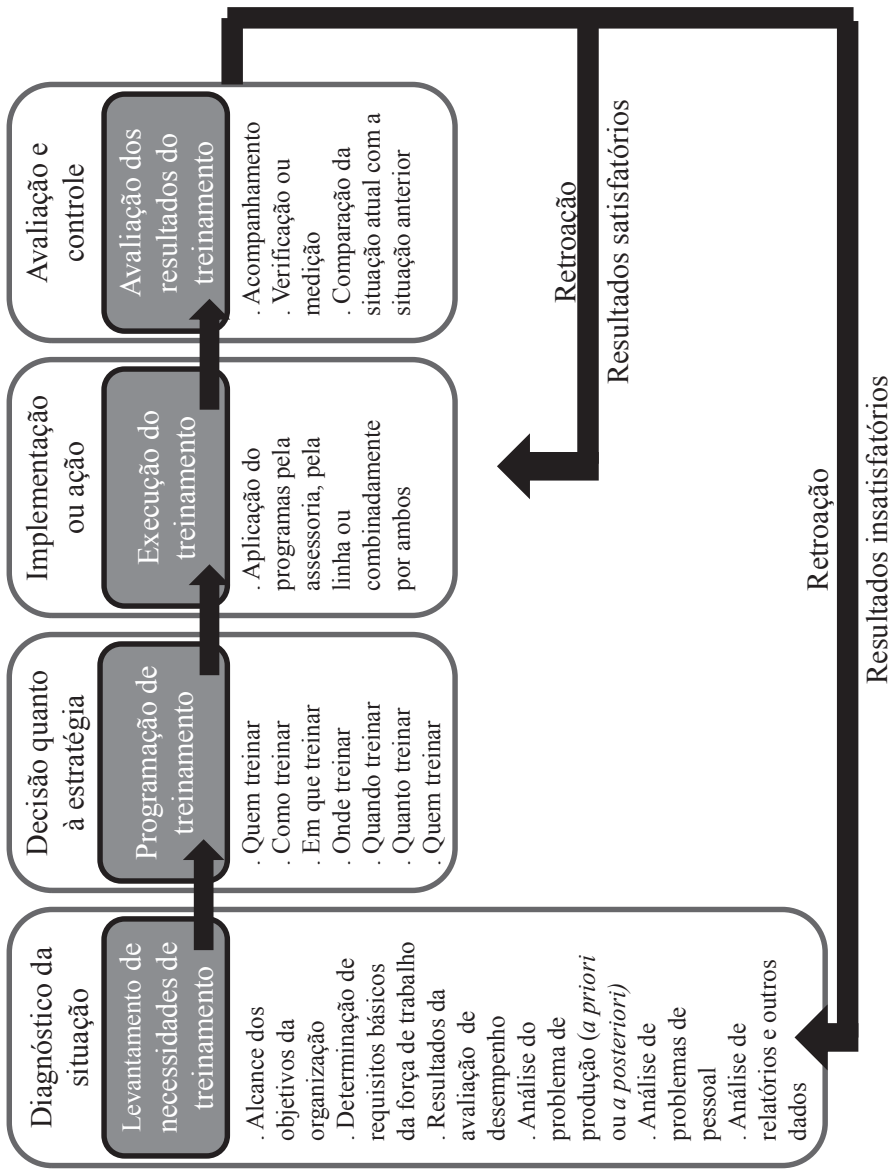 Diagnóstico da
situação
Levantamento de
necessidades de
treinamento
. Alcance dos
objetivos da
organização
. Determinação de
requisitos básicos
da força de trabalho
. Resultados da
avaliação de
desempenho
. Análise do
problema de
produção (a priori
ou a posteriori)
. Análise de
problemas de
pessoal
. Análise de
relatórios e outros
dados
Decisão quanto
à estratégia
Programação de
treinamento
. Quem treinar
. Como treinar
. Em que treinar
. Onde treinar
. Quando treinar
. Quanto treinar
. Quem treinar
Implementação
ou ação
Execução do
treinamento
. Aplicação do
programas pela
assessoria, pela
linha ou
combinadamente
por ambos
Avaliação e
controle
Avaliação dos
resultados do
treinamento
. Acompanhamento
. Verificação ou
medição
. Comparação da
situação atual com a
situação anterior
Retroação
Resultados satisfatórios
Retroação
Resultados insatisfatórios